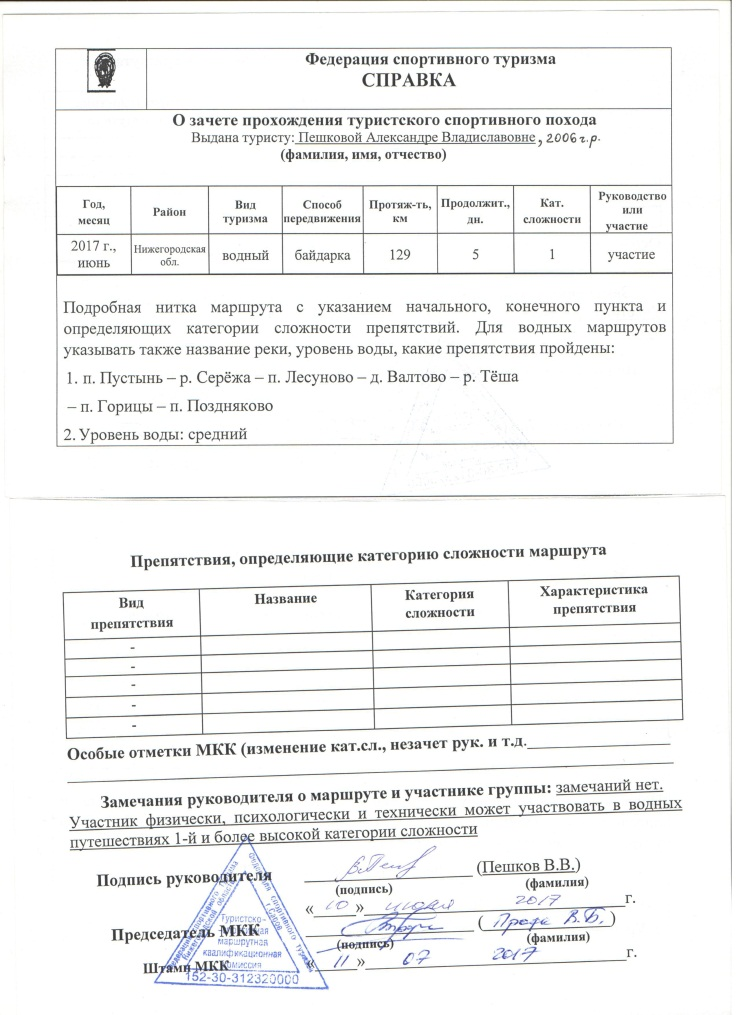 Федерация спортивного туризма
СПРАВКА
О зачете прохождения туристского спортивного похода
Выдана туристу: Пешковой Александре Владиславовне, 2006 г.р.
(фамилия, имя, отчество)
Год, месяц
Район
Вид туризма
Способ передвижения
Протяж-ть, км
Продолжит., дн.
Кат. сложности
Руководство или участие
2017 г., июнь
Нижегородская обл.
водный
байдарка
129
5
1
участие
Подробная нитка маршрута с указанием начального, конечного пункта и
определяющих категории сложности препятствий. Для водных маршрутов
указывать также название реки, уровень воды, какие препятствия пройдены:
1. п. Пустынь – р. Серёжа – п. Лесуново – д. Валтово – р. Тёша
– п. Горицы – п. Поздняково
2. Уровень воды: средний
Препятствия, определяющие категорию сложности маршрута
Вид препятствия
Название
Категория сложности
Характеристика препятствия
-
-
-
-
-
Особые отметки МКК (изменение кат.сл., незачет рук. и т.д.
Замечания руководителя о маршруте и участнике группы: замечаний нет.
Участник физически, психологически и технически может участвовать в водных
путешествиях 1-й и более высокой категории сложности
Подпись руководителя (Пешков В.В.)
(подпись) (фамилия)
«10» 2017 г.
Председатель МКК ( В.Б.)
(подпись) (фамилия)
Штамп МКК «11» 07 2017 г.
Федерация спортивного туризма
Нижегородской области
Туристско-
маршрутная
квалификационная
комиссия
152-30-312320000